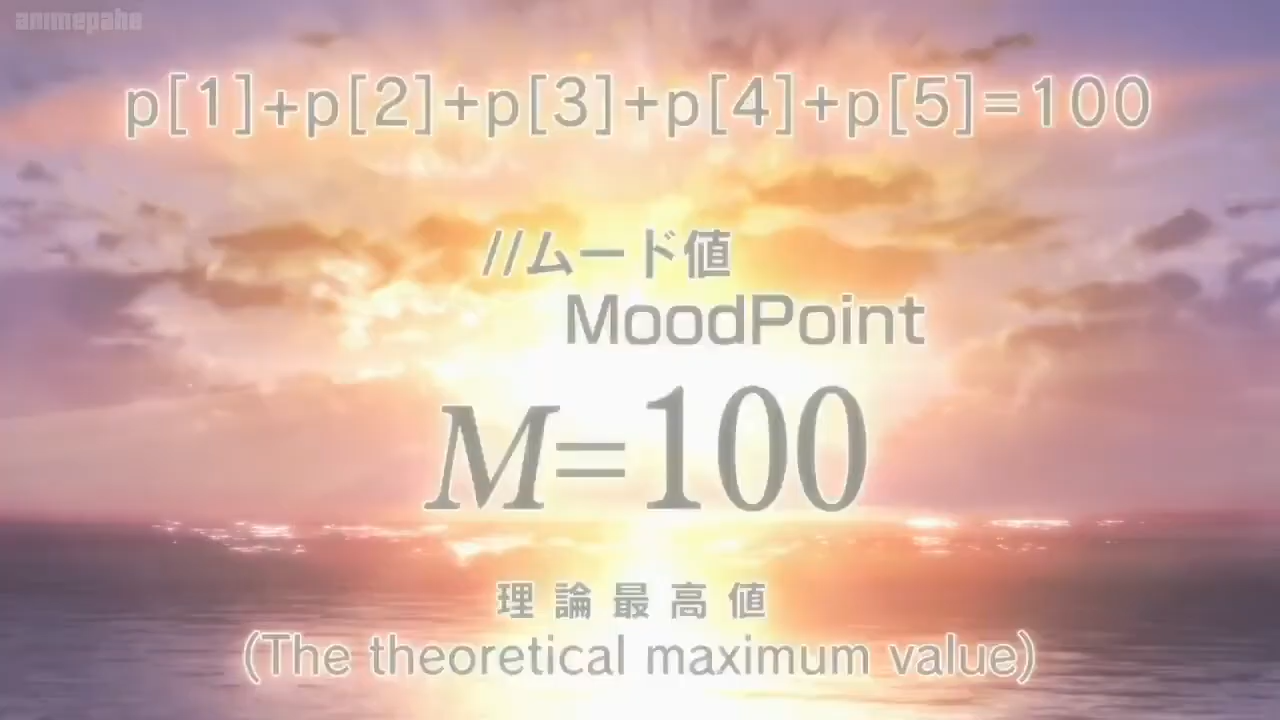 animepahe
p[1]+p[2]+p[3]+p[4]+p[5]=100
//ムード値
MoodPoint
M=100
理論最高値
(The theoretical maximum value)